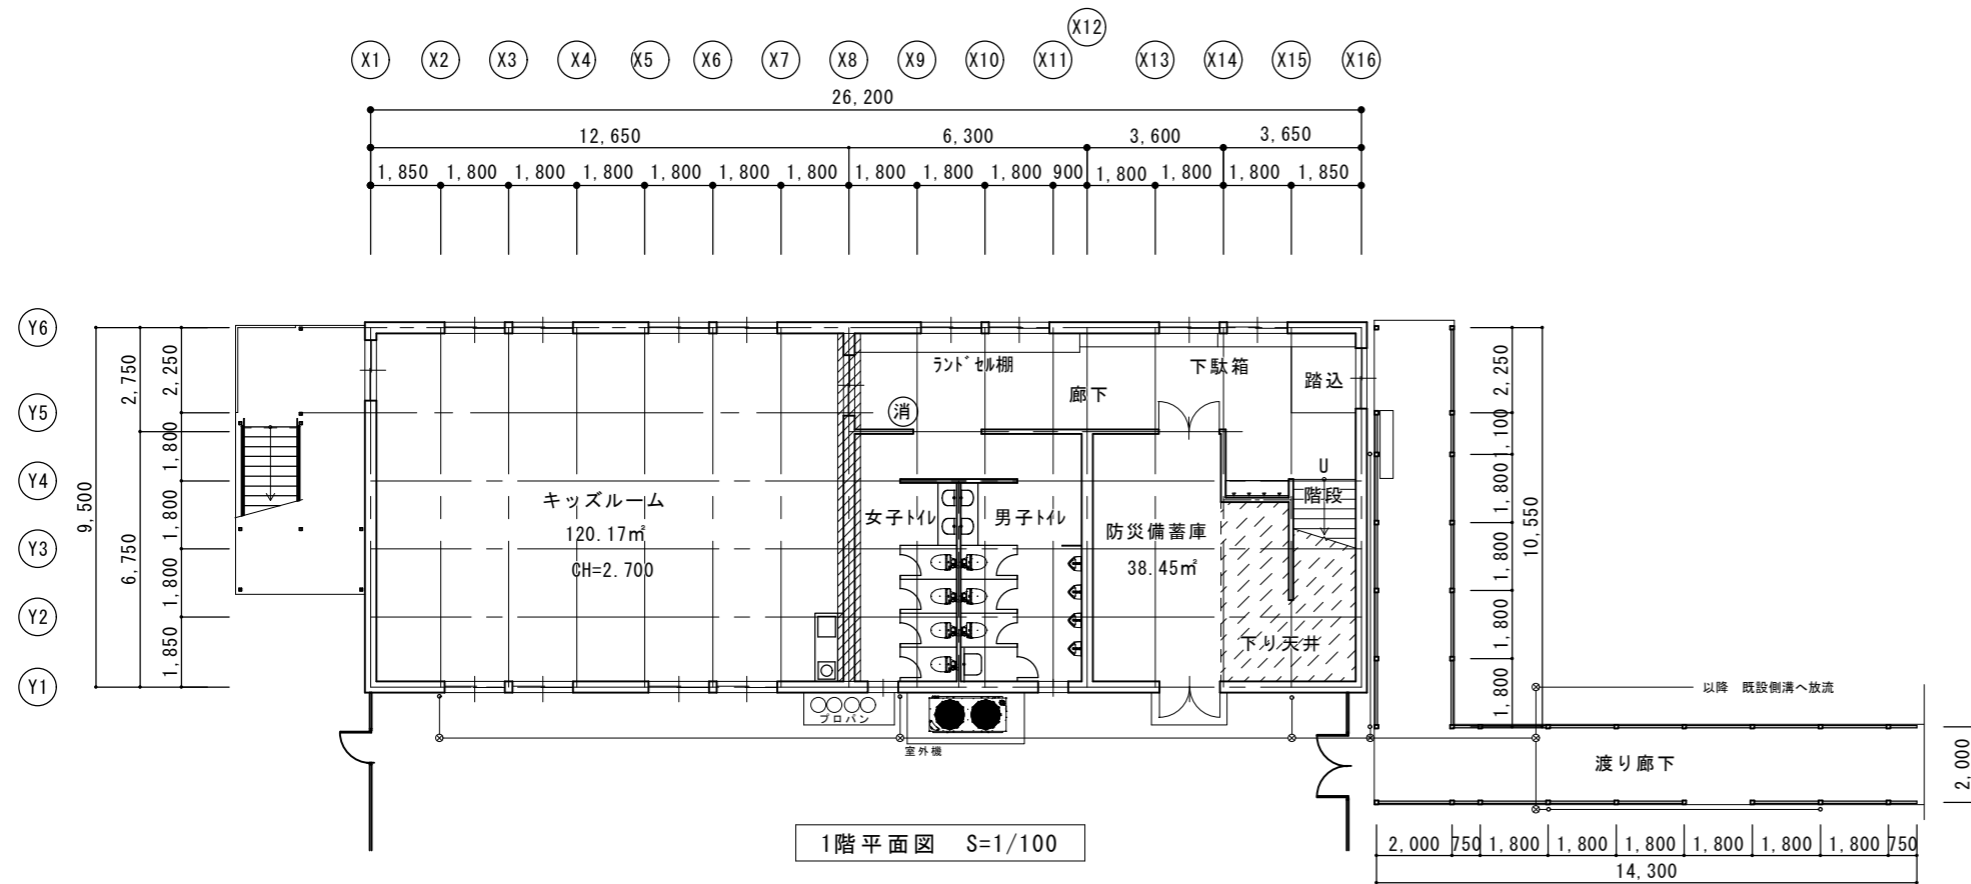 X12
X1 X2 X3 X4 X5 X6 X7 X8 X9 X10 X11 X13 X14 X15 X16
26,200
12,650 6,300 3,600 3,650
1,850 1,800 1,800 1,800 1,800 1,800 1,800 1,800 1,800 1,800 900 1,800 1,800 1,800 1,850
Y6
Y5
Y4
Y3
Y2
Y1
9,500
2,750
6,750
2,250
1,800
1,800
1,800
1,850
ランドセル棚
下駄箱
踏込
廊下
消
U
階段
キッズルーム
120.17㎡
CH=2.700
女子トイレ
男子トイレ
防災備蓄庫
38.45㎡
下り天井
プロパン
室外機
2,250
1,100
1,800
1,800
1,800
1,800
10,550
以降 既設側溝へ放流
渡り廊下
2,000
2,000 750 1,800 1,800 1,800 1,800 1,800 1,800 750
14,300
1階平面図 S=1/100